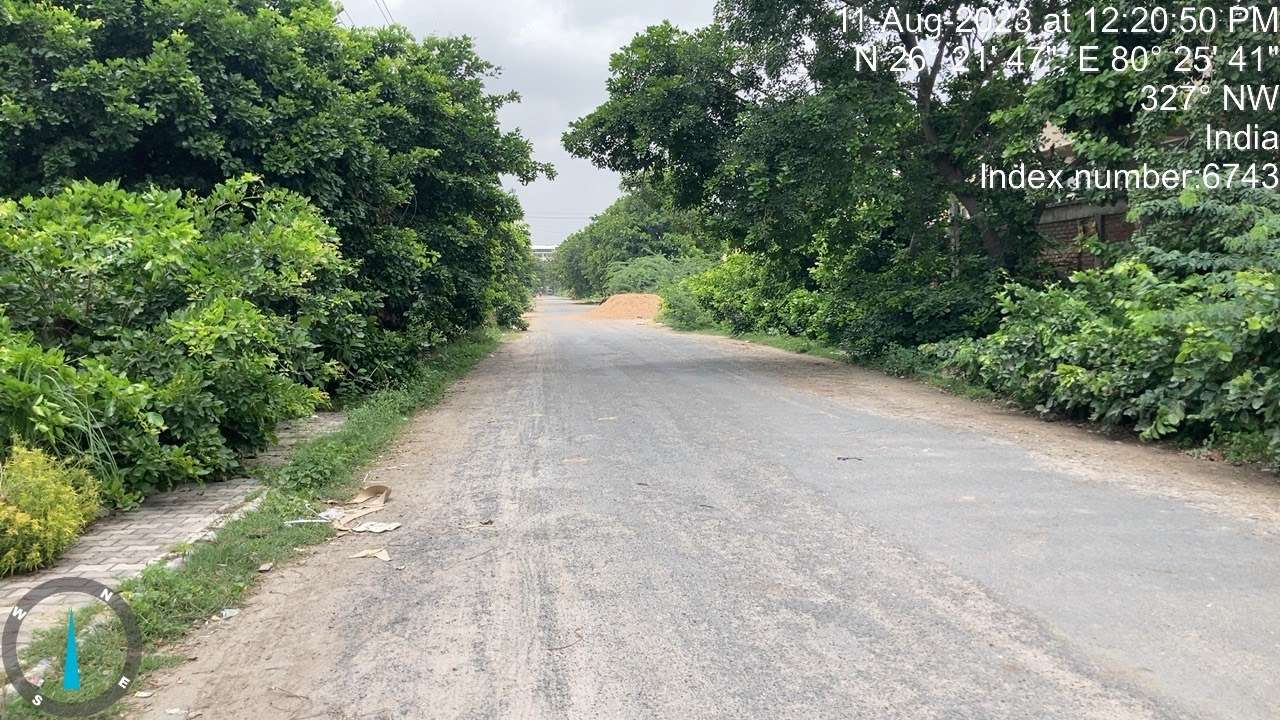 11-Aug-2023 at 12:20:50 PM
N 26° 21' 47", E 80° 25' 41"
327° NW
India
Index number:6743
N
W
E
S